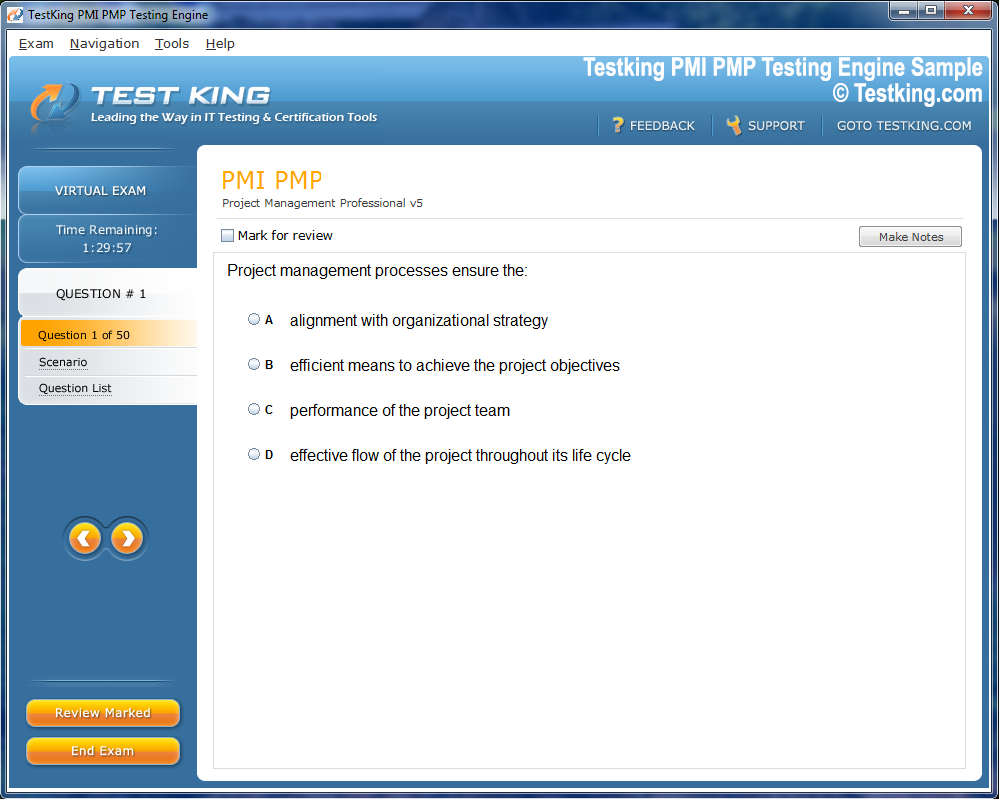 TestKing PMI PMP Testing Engine
Exam Navigation Tools Help
Testking PMI PMP Testing Engine Sample
© Testking.com
TEST KING
Leading the Way in IT Testing & Certification Tools
? FEEDBACK SUPPORT GOTO TESTKING.COM
VIRTUAL EXAM
Time Remaining:
1:29:57
QUESTION # 1
Question 1 of 50
Scenario
Question List
Review Marked
End Exam
PMI PMP
Project Management Professional v5
Mark for review
Make Notes
Project management processes ensure the:
A alignment with organizational strategy
B efficient means to achieve the project objectives
C performance of the project team
D effective flow of the project throughout its life cycle